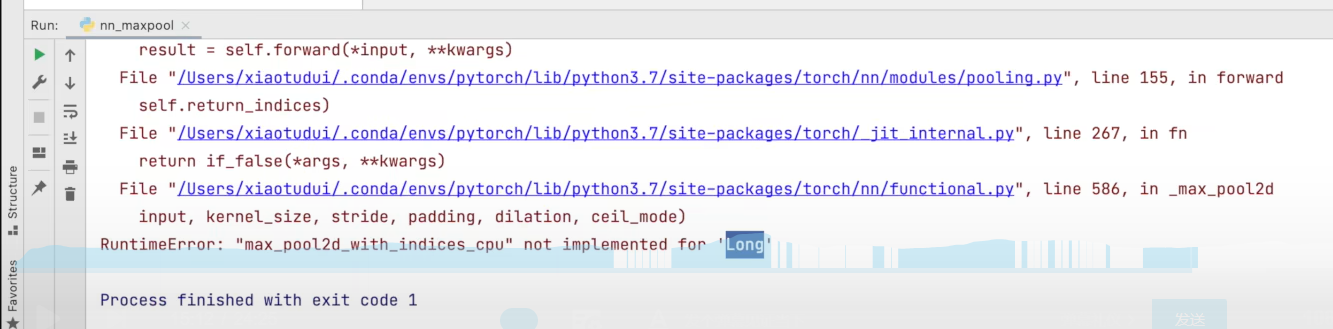 Run:
nn_maxpool
result = self.forward(*input, **kwargs)
File "/Users/xiaotudui/.conda/envs/pytorch/lib/python3.7/site-packages/torch/nn/modules/pooling.py", line 155, in forward
self.return_indices)
File "/Users/xiaotudui/.conda/envs/pytorch/lib/python3.7/site-packages/torch/_jit_internal.py", line 267, in fn
return if_false(*args, **kwargs)
File "/Users/xiaotudui/.conda/envs/pytorch/lib/python3.7/site-packages/torch/nn/functional.py", line 586, in _max_pool2d
input, kernel_size, stride, padding, dilation, ceil_mode)
RuntimeError: "max_pool2d_with_indices_cpu" not implemented for 'Long'
Process finished with exit code 1
Structure
Favorites
发送